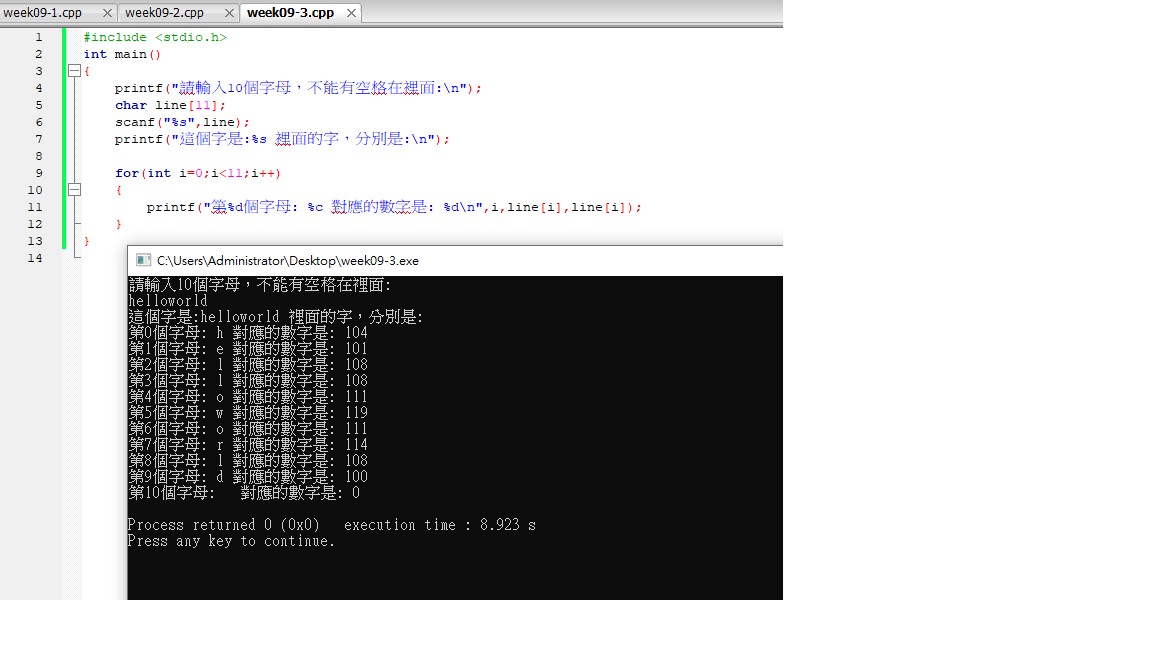 week09-1.cpp × week09-2.cpp × week09-3.cpp ×
1 #include <stdio.h>
2 int main()
3 {
4 printf("請輸入10個字母，不能有空格在裡面:\n");
5 char line[11];
6 scanf("%s",line);
7 printf("這個字是:%s 裡面的字，分別是:\n");
8
9 for(int i=0;i<11;i++)
10 {
11 printf("第%d個字母: %c 對應的數字是: %d\n",i,line[i],line[i]);
12 }
13 }
14
C:\Users\Administrator\Desktop\week09-3.exe
請輸入10個字母，不能有空格在裡面:
helloworld
這個字是:helloworld 裡面的字，分別是:
第0個字母: h 對應的數字是: 104
第1個字母: e 對應的數字是: 101
第2個字母: l 對應的數字是: 108
第3個字母: l 對應的數字是: 108
第4個字母: o 對應的數字是: 111
第5個字母: w 對應的數字是: 119
第6個字母: o 對應的數字是: 111
第7個字母: r 對應的數字是: 114
第8個字母: l 對應的數字是: 108
第9個字母: d 對應的數字是: 100
第10個字母:   對應的數字是: 0
Process returned 0 (0x0)   execution time : 8.923 s
Press any key to continue.